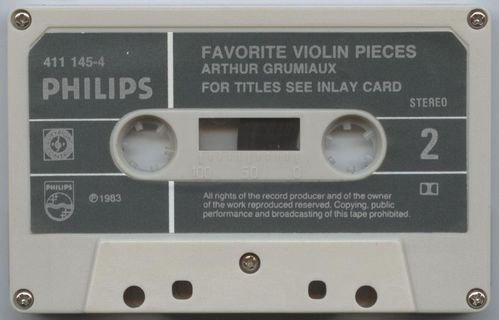 411 145-4
PHILIPS
FAVORITE VIOLIN PIECES
ARTHUR GRUMIAUX
FOR TITLES SEE INLAY CARD
STEREO
2
100 50 0
PHILIPS
℗1983
All rights of the record producer and of the owner
of the work reproduced reserved. Copying, public
performance and broadcasting of this tape prohibited.